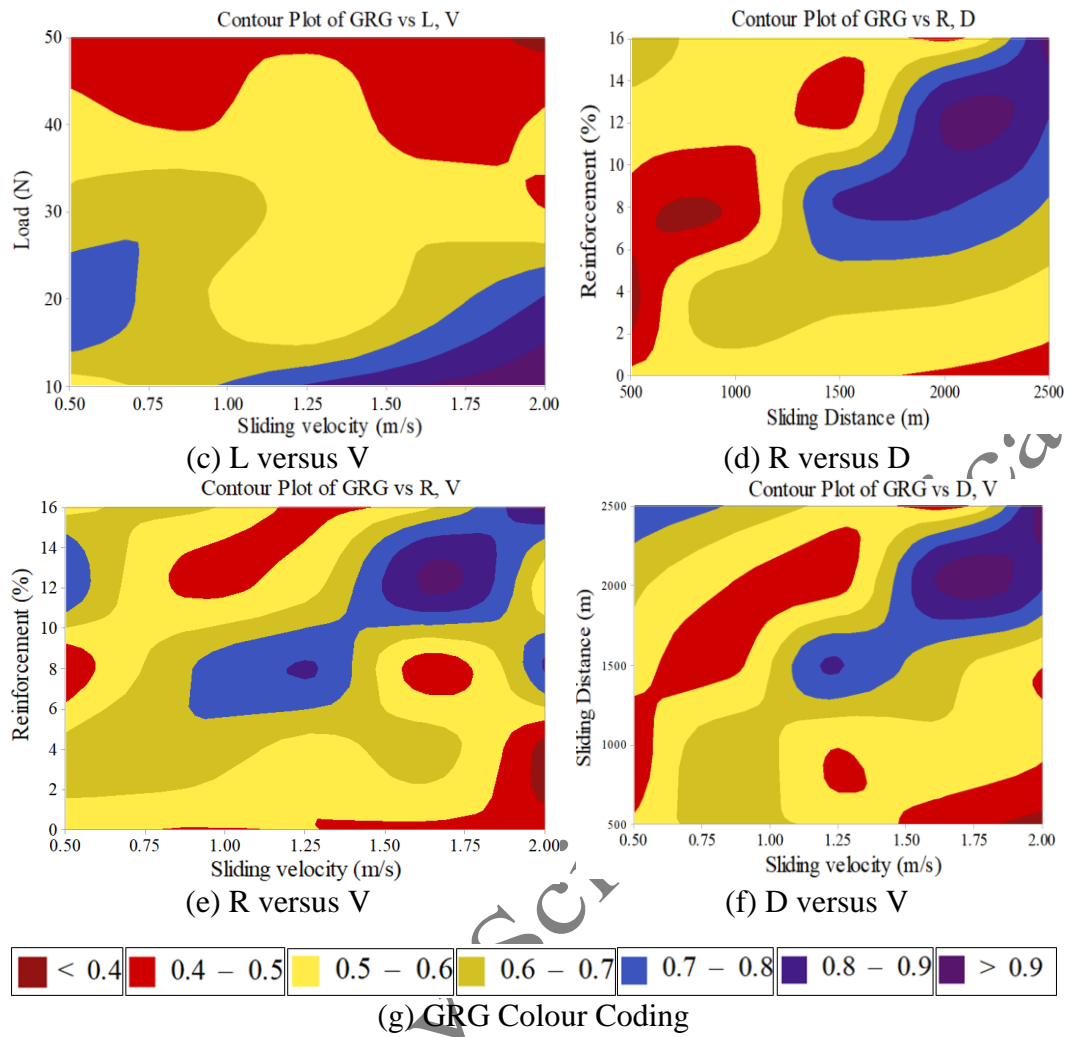 Contour Plot of GRG vs L, V
50
40
30
20
10
Load (N)
0.50 0.75 1.00 1.25 1.50 1.75 2.00
Sliding velocity (m/s)
(c) L versus V
Contour Plot of GRG vs R, D
16
14
12
10
8
6
4
2
0
Reinforcement (%)
500 1000 1500 2000 2500
Sliding Distance (m)
(d) R versus D
Contour Plot of GRG vs R, V
16
14
12
10
8
6
4
2
0
Reinforcement (%)
0.50 0.75 1.00 1.25 1.50 1.75 2.00
Sliding velocity (m/s)
(e) R versus V
Contour Plot of GRG vs D, V
2500
2000
1500
1000
500
Sliding Distance (m)
0.50 0.75 1.00 1.25 1.50 1.75 2.00
Sliding velocity (m/s)
(f) D versus V
< 0.4 0.4 – 0.5 0.5 – 0.6 0.6 – 0.7 0.7 – 0.8 0.8 – 0.9 > 0.9
(g) GRG Colour Coding